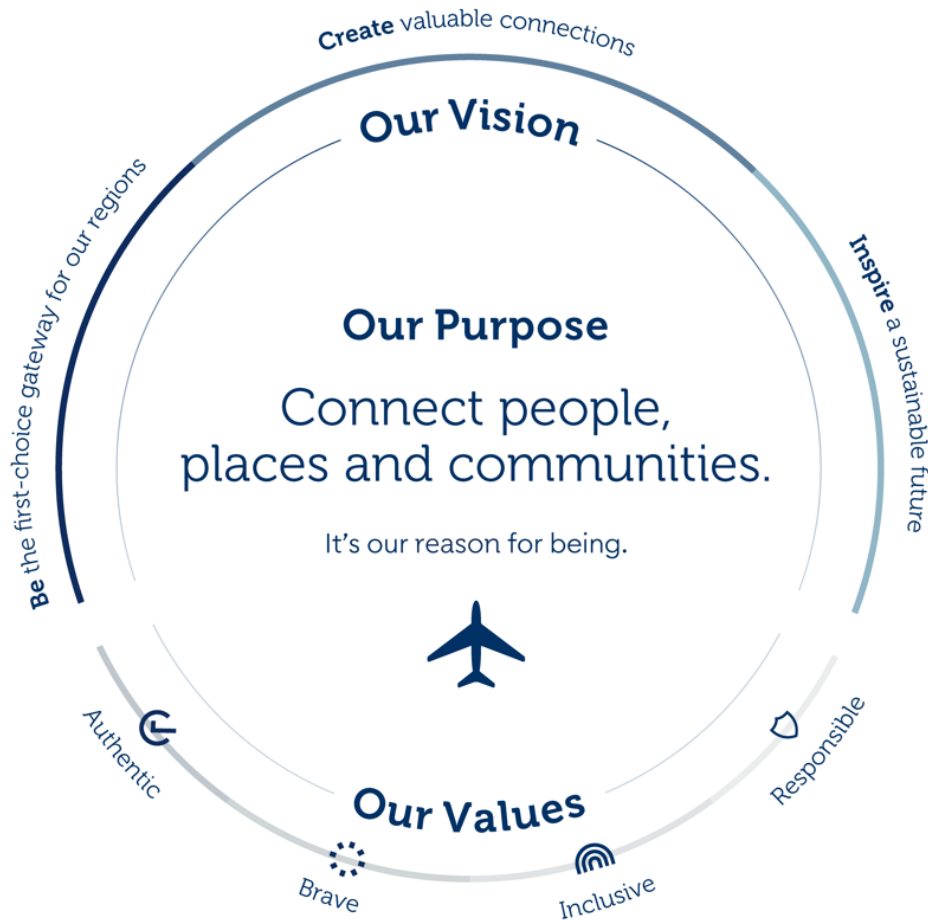 Create valuable connections
Our Vision
Be the first-choice gateway for our regions
Inspire a sustainable future
Our Purpose
Connect people,
places and communities.
It's our reason for being.
Authentic
Responsible
Our Values
Brave
Inclusive